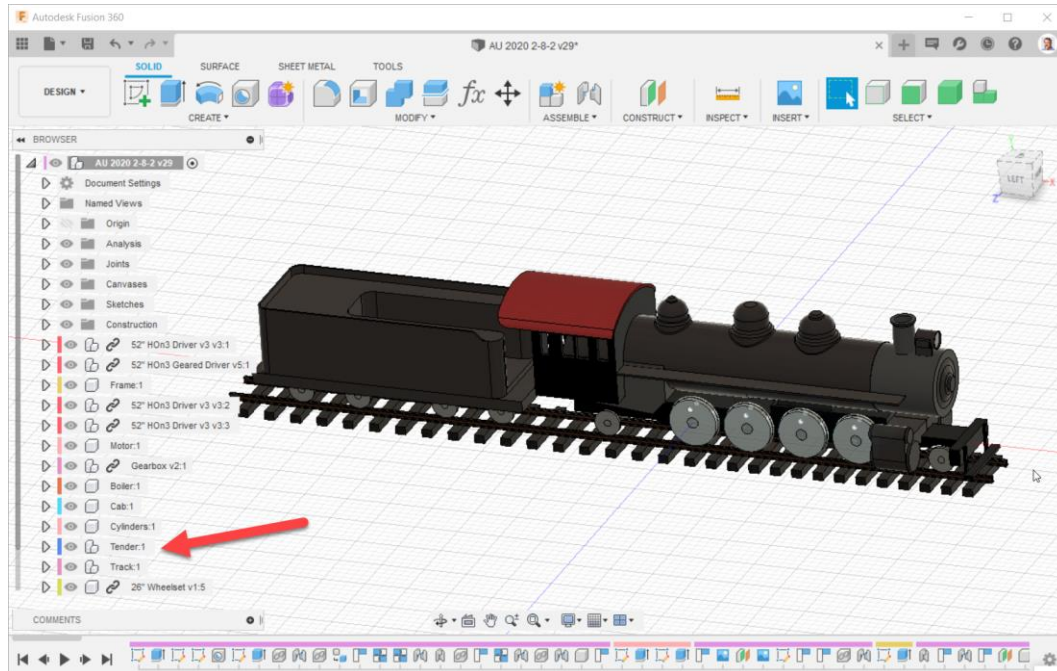 Autodesk Fusion 360
AU 2020 2-8-2 v29*
SOLID SURFACE SHEET METAL TOOLS
DESIGN
CREATE MODIFY ASSEMBLE CONSTRUCT INSPECT INSERT SELECT
BROWSER
AU 2020 2-8-2 v29
Document Settings
Named Views
Origin
Analysis
Joints
Canvases
Sketches
Construction
52" HOn3 Driver v3 v3:1
52" HOn3 Geared Driver v5:1
Frame:1
52" HOn3 Driver v3 v3:2
52" HOn3 Driver v3 v3:3
Motor:1
Gearbox v2:1
Boiler:1
Cab:1
Cylinders:1
Tender:1
Track:1
26" Wheelset v1:5
COMMENTS
Y
LEFT
X
Z
fx